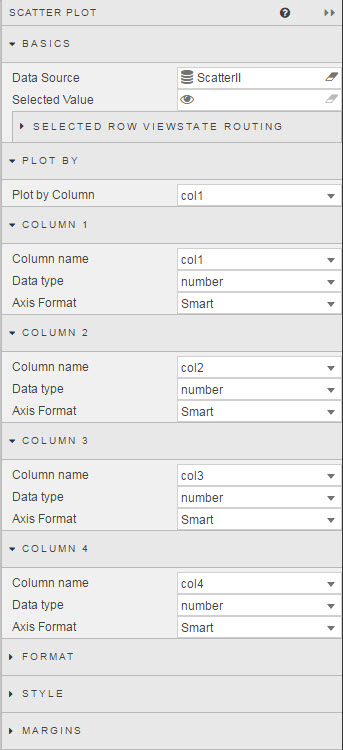 SCATTER PLOT
BASICS
Data Source ScatterII
Selected Value
SELECTED ROW VIEWSTATE ROUTING
PLOT BY
Plot by Column col1
COLUMN 1
Column name col1
Data type number
Axis Format Smart
COLUMN 2
Column name col2
Data type number
Axis Format Smart
COLUMN 3
Column name col3
Data type number
Axis Format Smart
COLUMN 4
Column name col4
Data type number
Axis Format Smart
FORMAT
STYLE
MARGINS